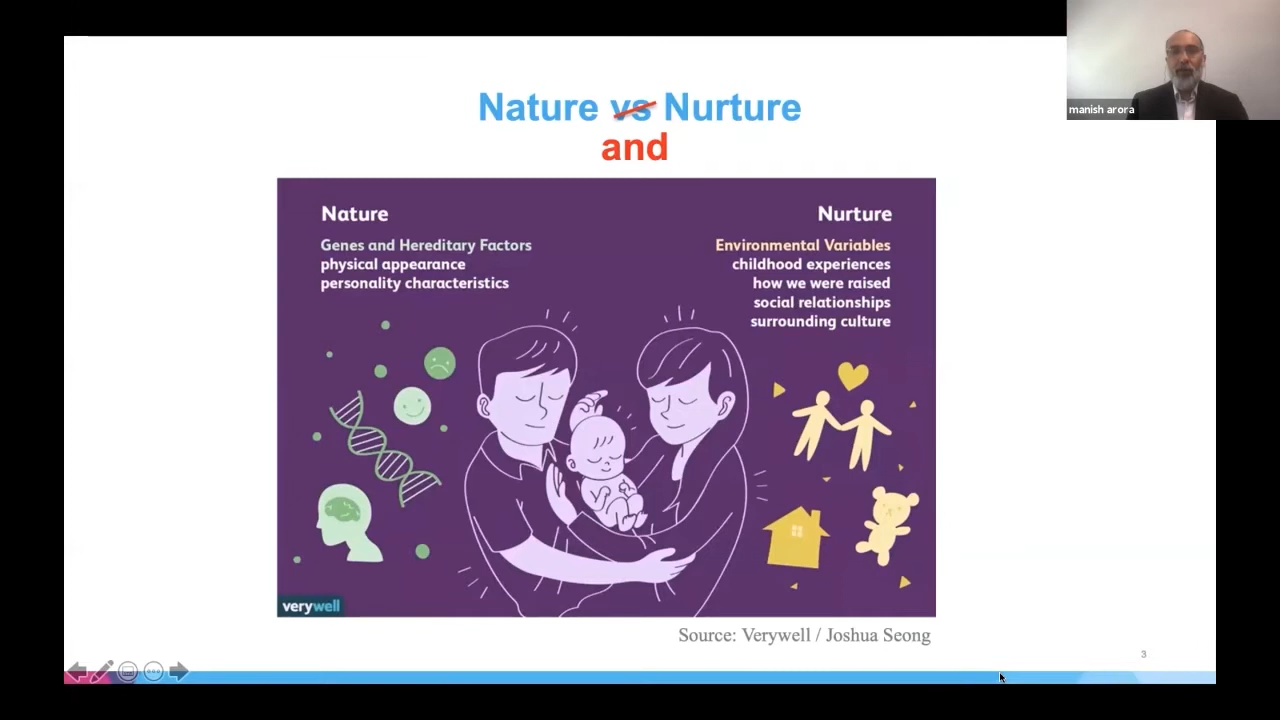 Nature vs Nurture
and
Nature
Genes and Hereditary Factors
physical appearance
personality characteristics
Nurture
Environmental Variables
childhood experiences
how we were raised
social relationships
surrounding culture
verywell
Source: Verywell / Joshua Seong
3
manish arora